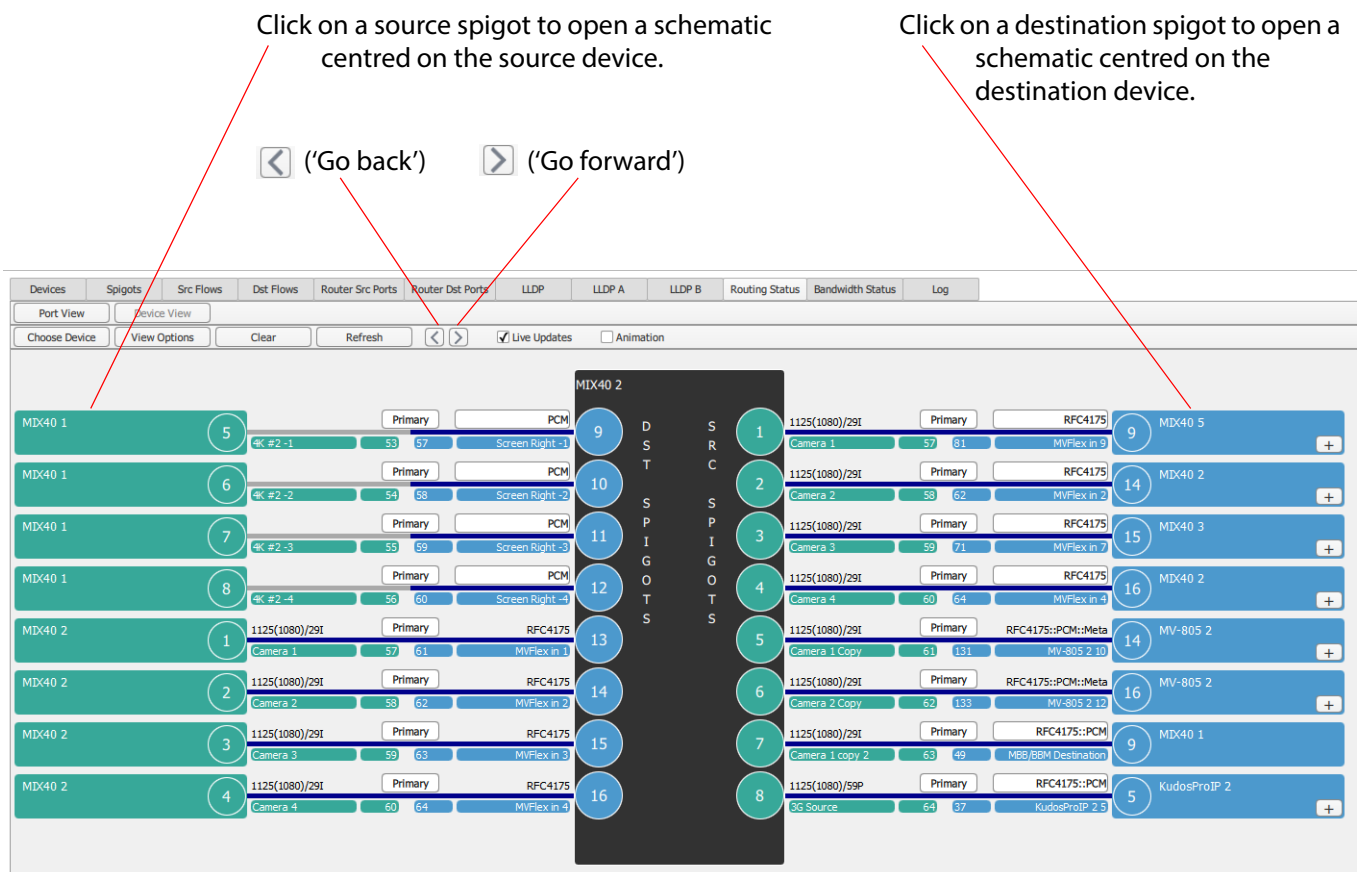 Click on a source spigot to open a schematic
centred on the source device.
Click on a destination spigot to open a
schematic centred on the
destination device.
(‘Go back’) (‘Go forward’)
Devices Spigots Src Flows Dst Flows Router Src Ports Router Dst Ports LLDP LLDP A LLDP B Routing Status Bandwidth Status Log
Port View Device View
Choose Device View Options Clear Refresh Live Updates Animation
MIX40 2
DST SPIGOTS
SRC SPIGOTS
MIX40 1 5 Primary PCM 9
4K #2 -1 53 57 Screen Right -1
MIX40 1 6 Primary PCM 10
4K #2 -2 54 58 Screen Right -2
MIX40 1 7 Primary PCM 11
4K #2 -3 55 59 Screen Right -3
MIX40 1 8 Primary PCM 12
4K #2 -4 56 60 Screen Right -4
MIX40 2 1 1125(1080)/29I Primary RFC4175 13
Camera 1 57 61 MVFlex in 1
MIX40 2 2 1125(1080)/29I Primary RFC4175 14
Camera 2 58 62 MVFlex in 2
MIX40 2 3 1125(1080)/29I Primary RFC4175 15
Camera 3 59 63 MVFlex in 3
MIX40 2 4 1125(1080)/29I Primary RFC4175 16
Camera 4 60 64 MVFlex in 4
1 1125(1080)/29I Primary RFC4175 9 MIX40 5
Camera 1 57 81 MVFlex in 9 +
2 1125(1080)/29I Primary RFC4175 14 MIX40 2
Camera 2 58 62 MVFlex in 2 +
3 1125(1080)/29I Primary RFC4175 15 MIX40 3
Camera 3 59 71 MVFlex in 7 +
4 1125(1080)/29I Primary RFC4175 16 MIX40 2
Camera 4 60 64 MVFlex in 4 +
5 1125(1080)/29I Primary RFC4175::PCM::Meta 14 MV-805 2
Camera 1 Copy 61 131 MV-805 2 10 +
6 1125(1080)/29I Primary RFC4175::PCM::Meta 16 MV-805 2
Camera 2 Copy 62 133 MV-805 2 12 +
7 1125(1080)/29I Primary RFC4175::PCM 9 MIX40 1
Camera 1 copy 2 63 49 MBB/BBM Destination
8 1125(1080)/59P Primary RFC4175::PCM 5 KudosProIP 2
3G Source 64 37 KudosProIP 2 5 +